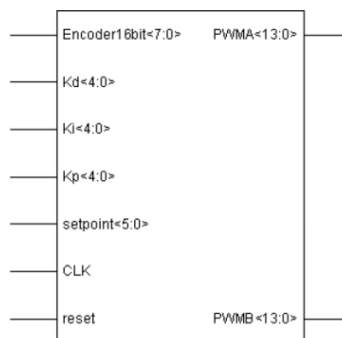 Encoder16bit<7:0> PWMA<13:0>
Kd<4:0>
Ki<4:0>
Kp<4:0>
setpoint<5:0>
CLK
reset PWMB<13:0>